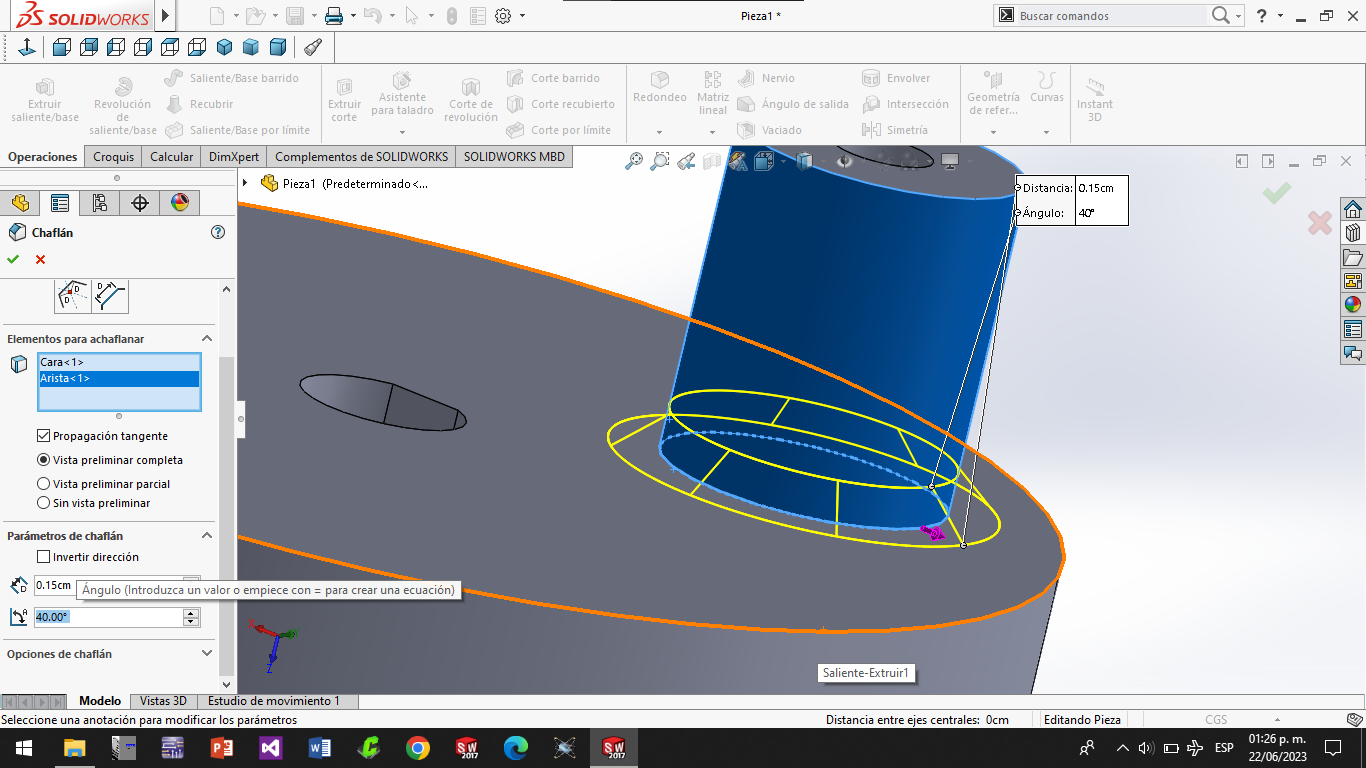 SOLIDWORKS
Pieza1 *
Buscar comandos
Extruir saliente/base
Revolución de saliente/base
Saliente/Base barrido
Recubrir
Saliente/Base por límite
Extruir corte
Asistente para taladro
Corte de revolución
Corte barrido
Corte recubierto
Corte por límite
Redondeo
Matriz lineal
Nervio
Ángulo de salida
Vaciado
Envolver
Intersección
Simetría
Geometría de refer...
Curvas
Instant 3D
Operaciones
Croquis
Calcular
DimXpert
Complementos de SOLIDWORKS
SOLIDWORKS MBD
Pieza1 (Predeterminado<...
Distancia: 0.15cm
Ángulo: 40°
Chaflán
Elementos para achaflanar
Cara<1>
Arista<1>
Propagación tangente
Vista preliminar completa
Vista preliminar parcial
Sin vista preliminar
Parámetros de chaflán
Invertir dirección
0.15cm
Ángulo (Introduzca un valor o empiece con = para crear una ecuación)
40.00°
Opciones de chaflán
Z
Saliente-Extruir1
Modelo
Vistas 3D
Estudio de movimiento 1
Seleccione una anotación para modificar los parámetros
Distancia entre ejes centrales: 0cm
Editando Pieza
CGS
SW 2017
SW 2017
ESP
01:26 p. m.
22/06/2023